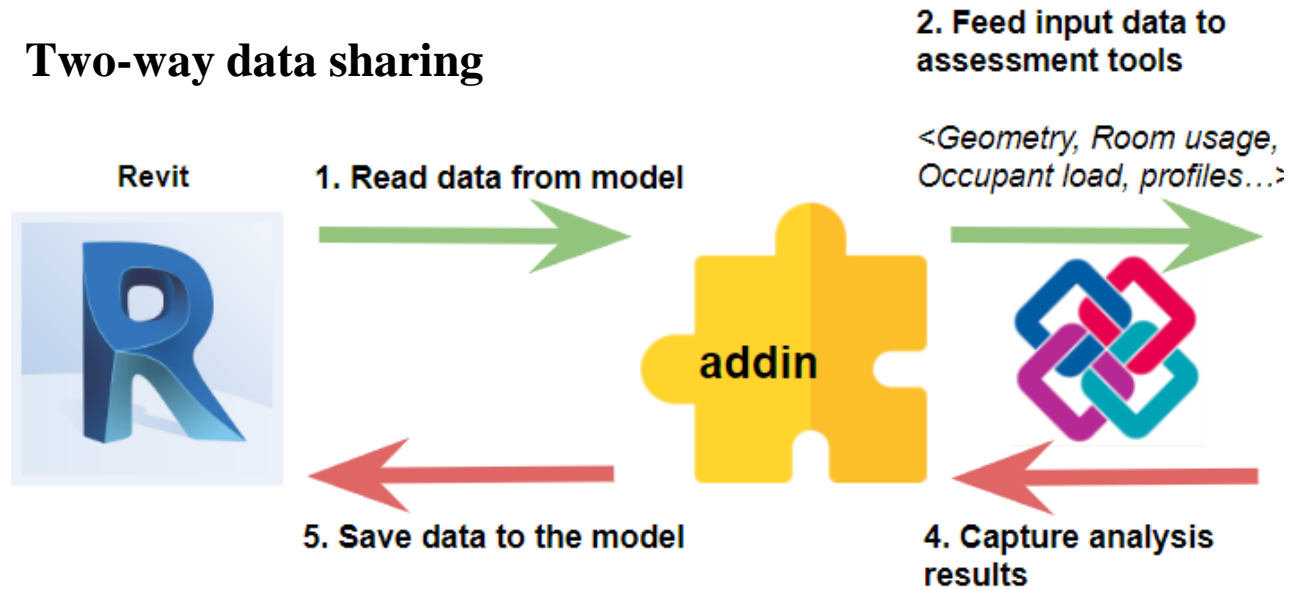 Two-way data sharing
2. Feed input data to
assessment tools
<Geometry, Room usage,
Occupant load, profiles…>
Revit
1. Read data from model
R
addin
5. Save data to the model
4. Capture analysis
results